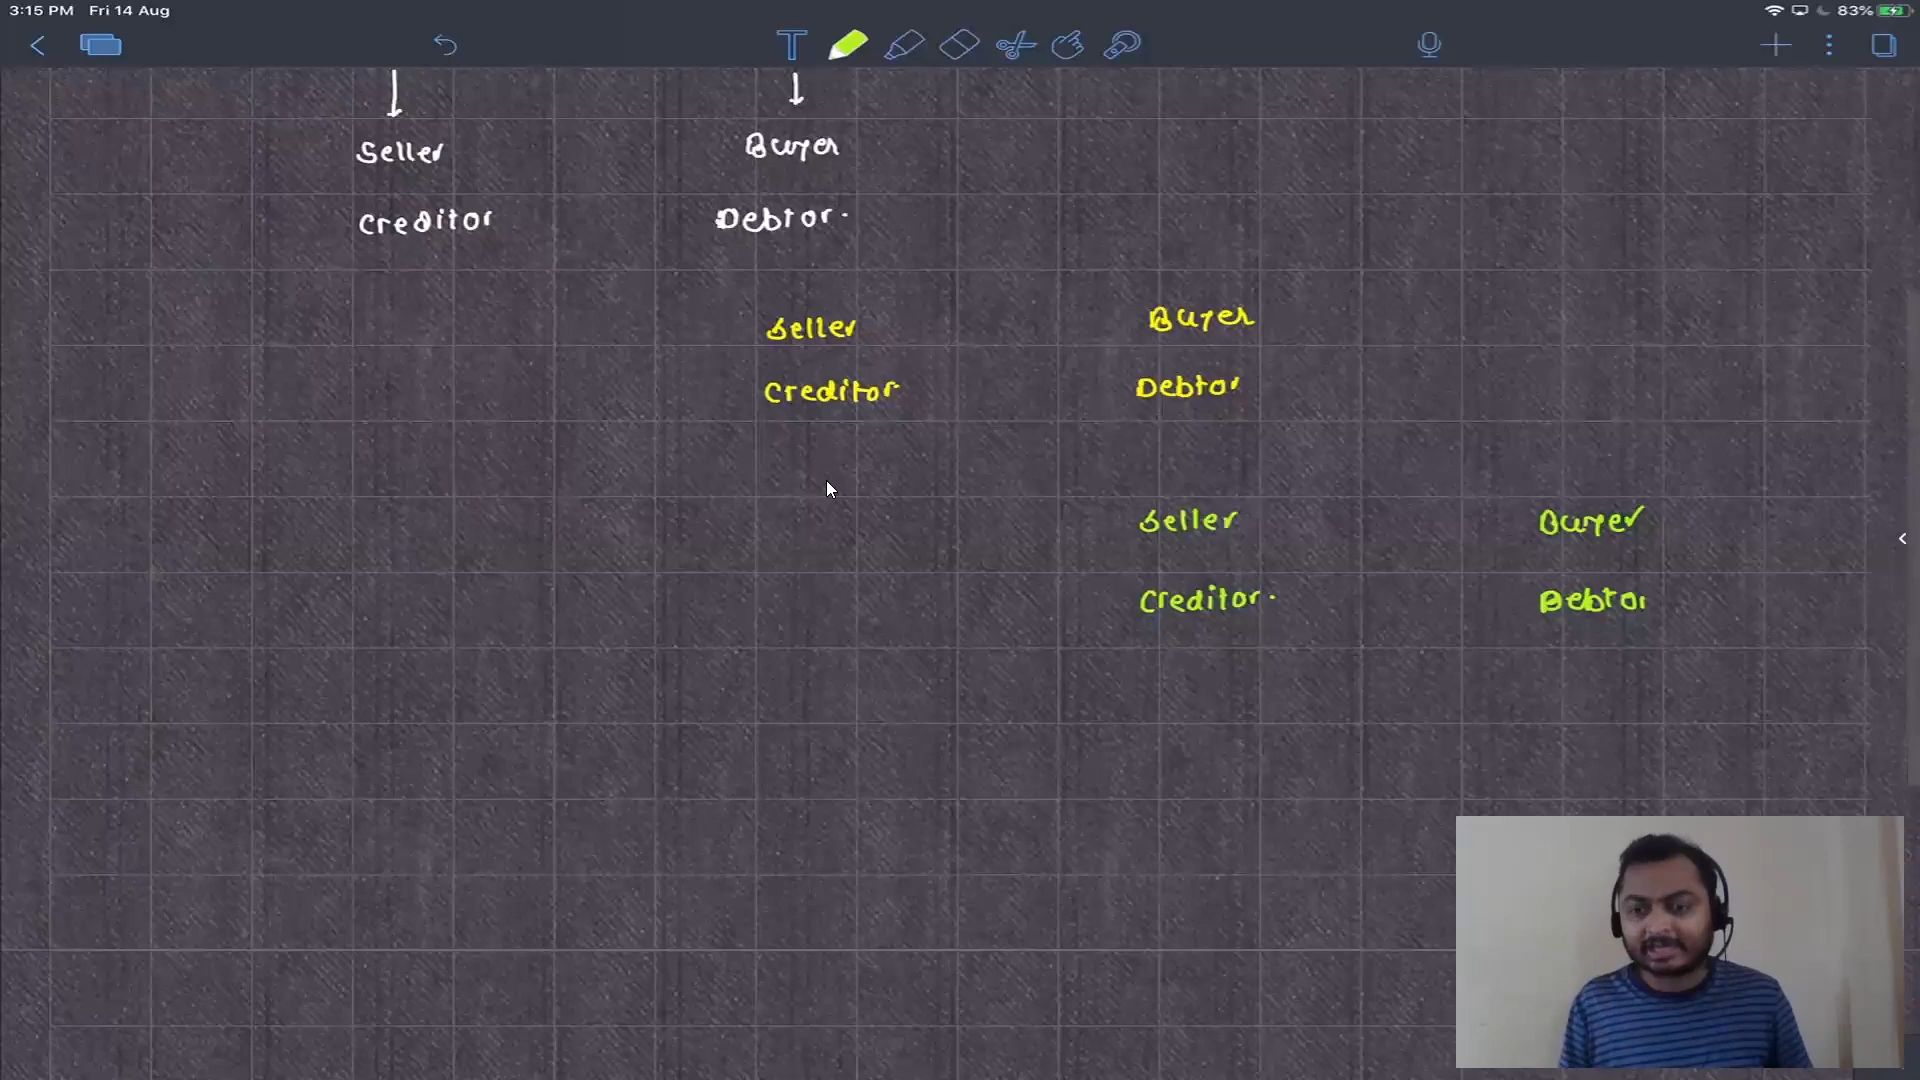 3:15 PM Fri 14 Aug 83%
T
Seller Buyer
Creditor Debtor.
Seller Buyer
Creditor Debtor
Seller Buyer
Creditor. Debtor